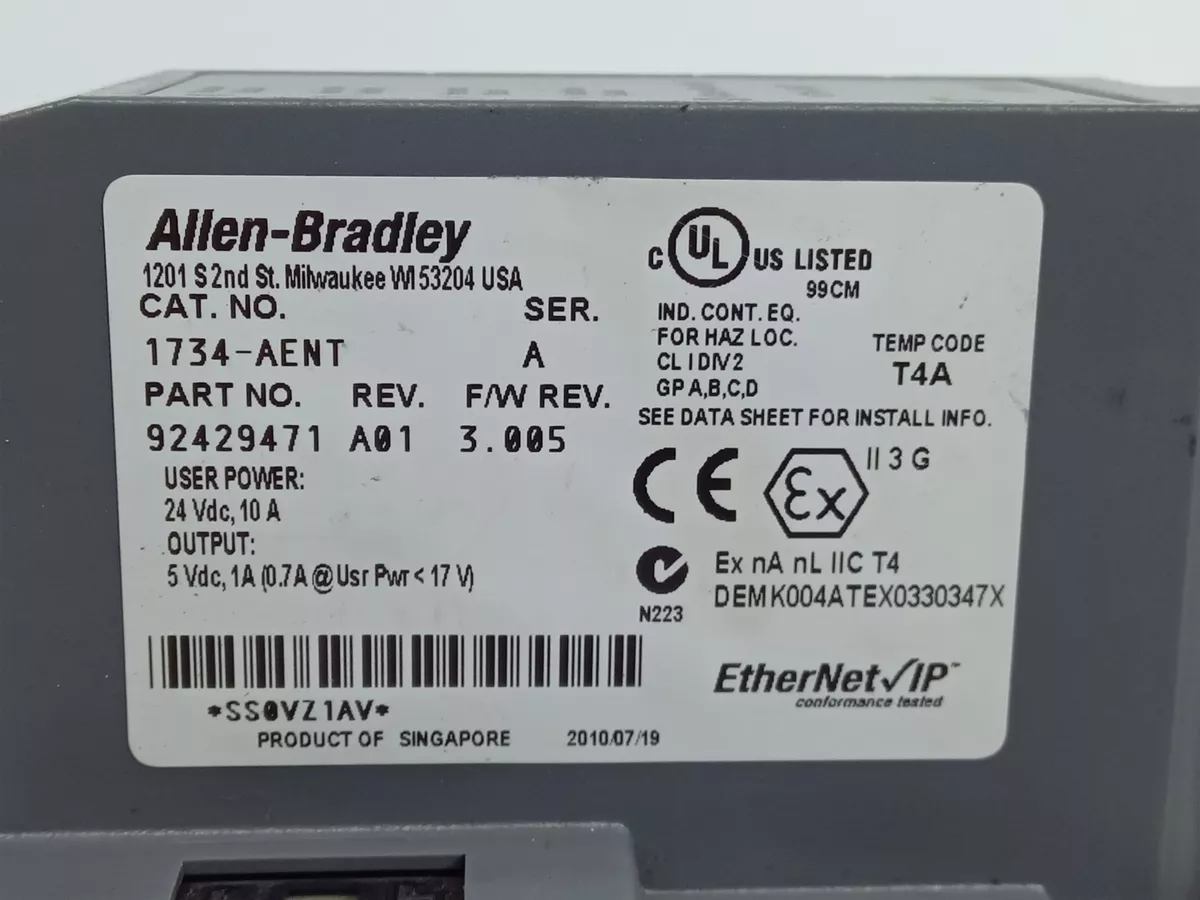 Allen-Bradley
1201 S 2nd St. Milwaukee WI 53204 USA
CAT. NO. SER.
1734-AENT A
PART NO. REV. F/W REV.
92429471 A01 3.005
USER POWER:
24 Vdc, 10 A
OUTPUT:
5 Vdc, 1A (0.7A @ Usr Pwr < 17 V)
*SS0VZ1AV*
PRODUCT OF SINGAPORE 2010/07/19
C UL US LISTED
99CM
IND. CONT. EQ.
FOR HAZ LOC.
CL I DIV 2
GP A,B,C,D
TEMP CODE
T4A
SEE DATA SHEET FOR INSTALL INFO.
CE Ex II 3 G
N223
Ex nA nL IIC T4
DEMK004ATEX0330347X
EtherNet/IP™
conformance tested